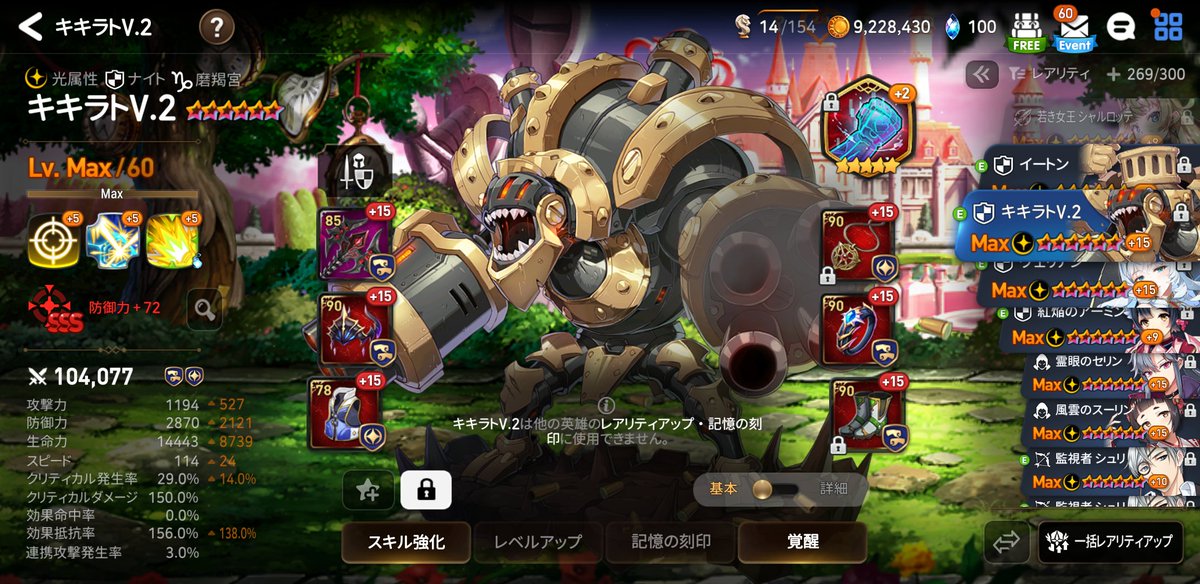 キキラトV.2
?
14/154
9,228,430
100
FREE
60
Event
光属性 ナイト 磨羯宮
キキラトV.2
Lv. Max/60
Max
+5
+5
+5
SSS
防御力 + 72
104,077
攻撃力 1194 527
防御力 2870 2121
生命力 14443 8739
スピード 114 24
クリティカル発生率 29.0% 14.0%
クリティカルダメージ 150.0%
効果命中率 0.0%
効果抵抗率 156.0% 138.0%
連携攻撃発生率 3.0%
85 +15
90 +15
78 +15
+2
90 +15
90 +15
90 +15
キキラトV.2は他の英雄のレアリティアップ・記憶の刻
印に使用できません。
基本 詳細
スキル強化
レベルアップ
記憶の刻印
覚醒
レアリティ
269/300
若き女王 シャルロッテ
E イートン
E キキラトV.2
Max +15
Max +15
紅焔のアーミン
Max +9
霊眼のセリン
Max +15
風雲のスーリン
Max +15
E 監視者 シュリ
Max +10
一括レアリティアップ